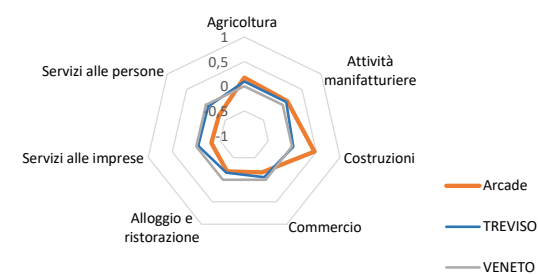 Agricoltura
1
0,5
0
-0,5
-1
Attività
manifatturiere
Costruzioni
Commercio
Alloggio e
ristorazione
Servizi alle imprese
Servizi alle persone
Arcade
TREVISO
VENETO